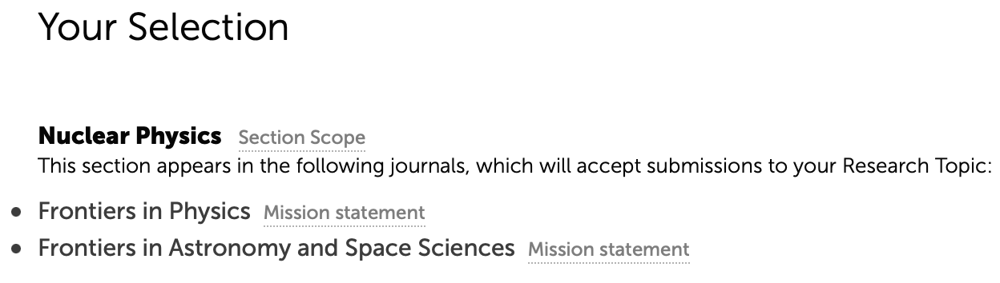 Your Selection
Nuclear Physics Section Scope
This section appears in the following journals, which will accept submissions to your Research Topic:
• Frontiers in Physics Mission statement
• Frontiers in Astronomy and Space Sciences Mission statement